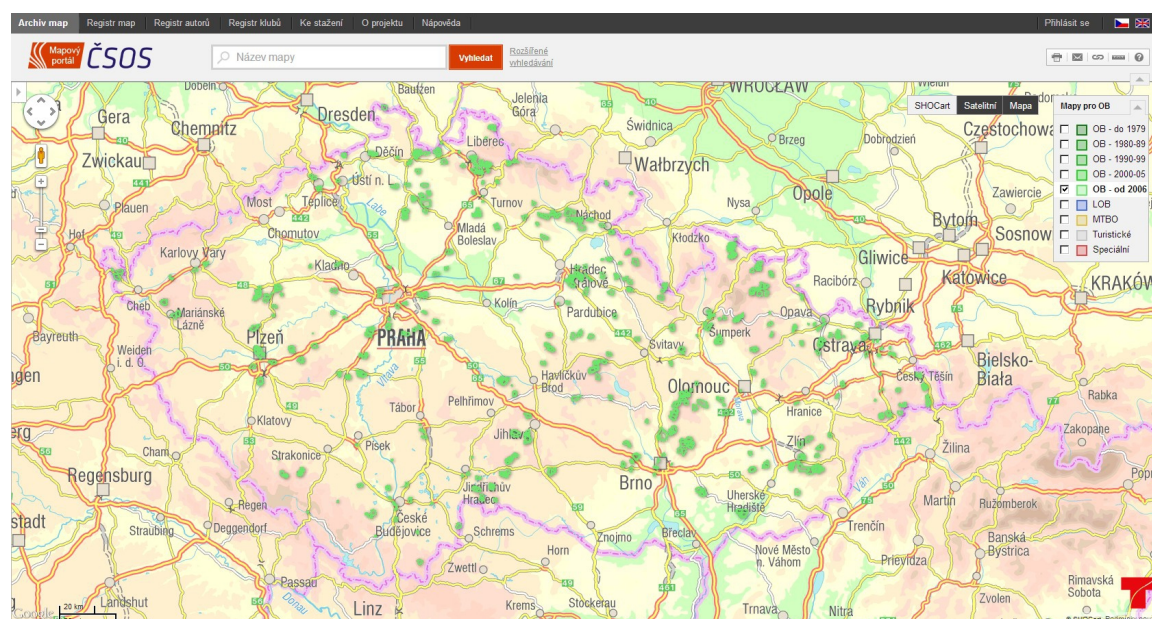 Archiv map Registr map Registr autorů Registr klubů Ke stažení O projektu Nápověda Přihlásit se
Mapový portál ČSOS
Název mapy Vyhledat Rozšířené vyhledávání
SHOCart Satelitní Mapa
Mapy pro OB
OB - do 1979
OB - 1980-89
OB - 1990-99
OB - 2000-05
OB - od 2006
LOB
MTBO
Turistické
Speciální
Bautzen
WROCŁAW
Gera
Chemnitz
Dresden
Jelenia Góra
Świdnica
Brzeg
Dobrodzień
Zwickau
Děčín
Liberec
Wałbrzych
Ústí n. L.
Opole
Plauen
Most
Teplice
Turnov
Nysa
Zawiercie
Labe
Náchod
Bytom
Hof
Chomutov
Mladá Boleslav
Kłodzko
Sosnow
Karlovy Vary
Gliwice
Kladno
Hradec Králové
Racibórz
Katowice
KRAKÓW
Cheb
Mariánské Lázně
Kolín
Pardubice
Opava
Rybnik
Bayreuth
Plzeň
PRAHA
Šumperk
Ostrava
Weiden i. d. O.
Svitavy
Bielsko-Biała
Vltava
Havlíčkův Brod
Olomouc
Český Těšín
Pelhřimov
Morava
Rabka
Klatovy
Tábor
Hranice
Zakopane
Jihlava
Cham
Písek
Zlín
Žilina
Strakonice
Regensburg
Brno
Váh
Jindřichův Hradec
Uherské Hradiště
Martin
Ružomberok
Regen
Straubing
Deggendorf
České Budějovice
Schrems
Znojmo
Břeclav
Trenčín
Banská Bystrica
Horn
Nové Město n. Váhom
Prievidza
Zwettl
Passau
Rimavská Sobota
Donau
Zvolen
Landshut
Linz
Krems
Stockerau
Trnava
Nitra
20 km
Google